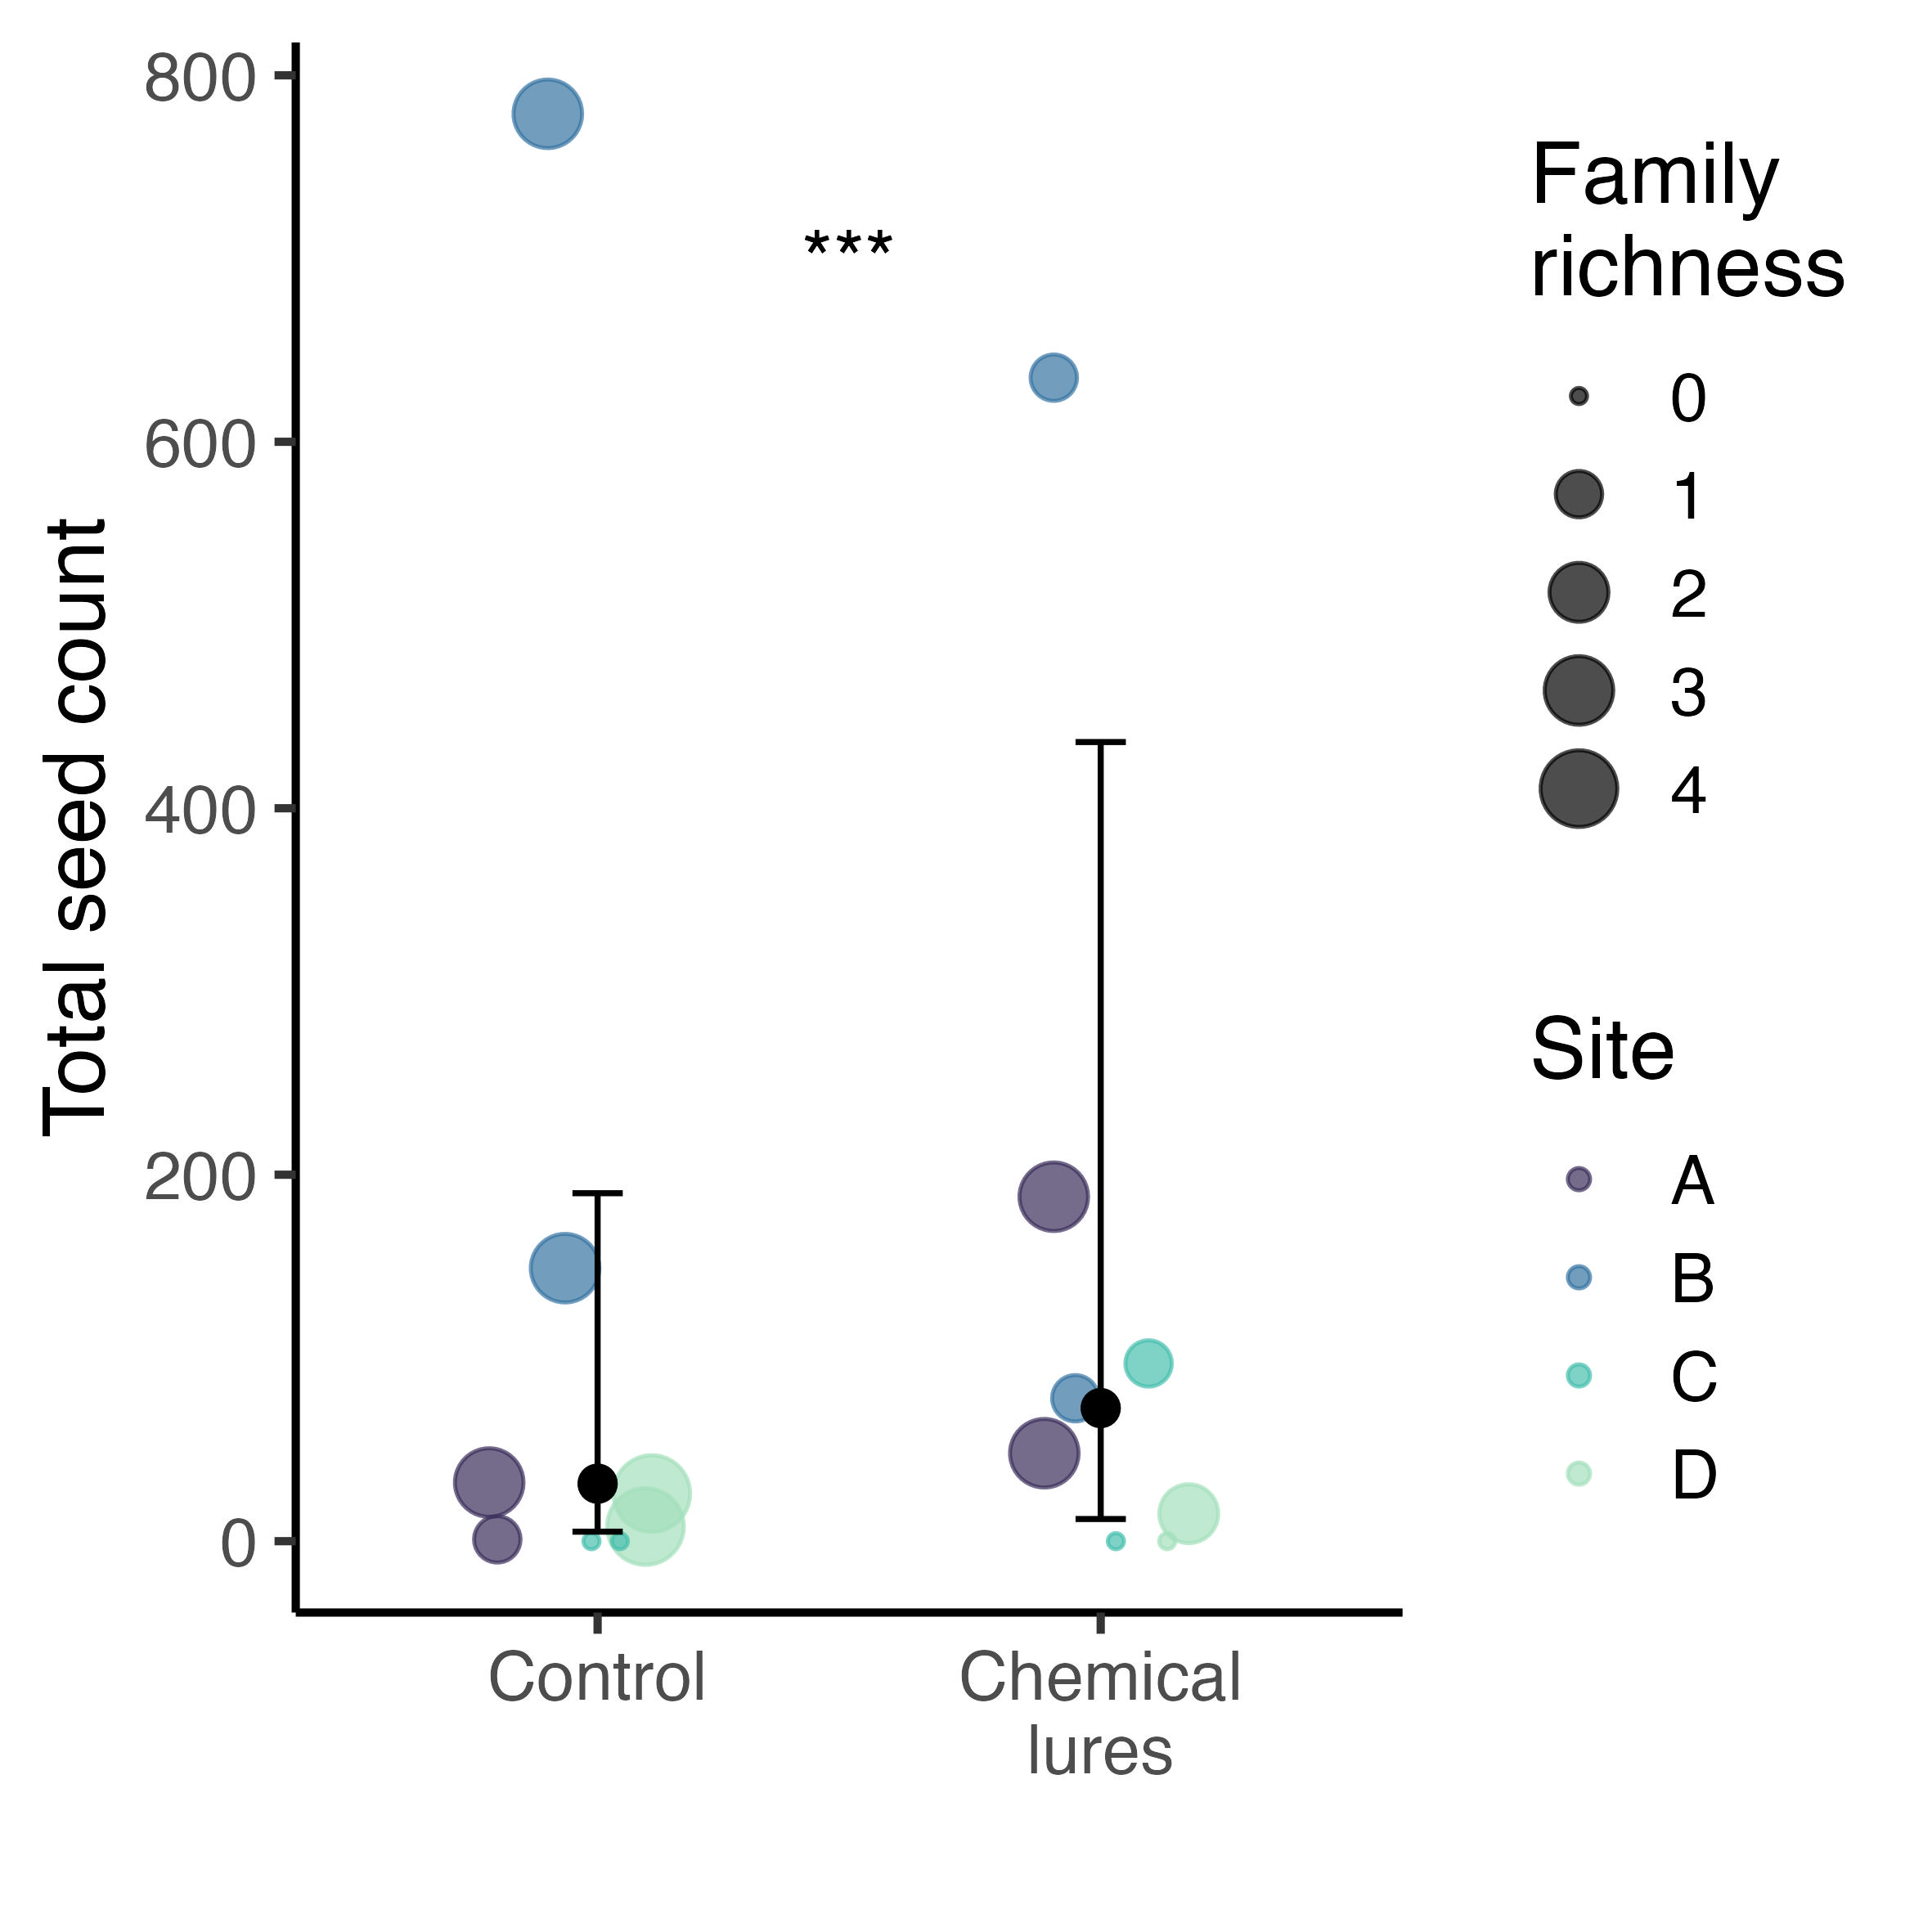 800
600
400
200
0
Total seed count
***
Control
Chemical
lures
Family
richness
0
1
2
3
4
Site
A
B
C
D